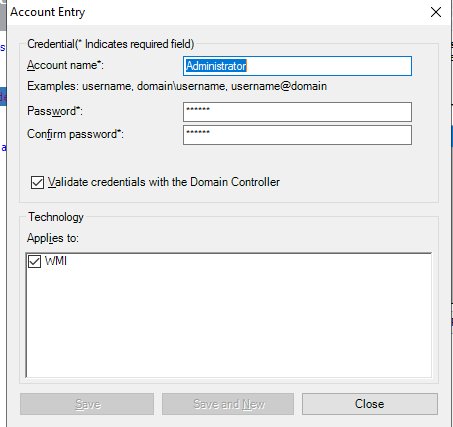 Account Entry
Credential(* Indicates required field)
Account name*:
Administrator
Examples: username, domain\username, username@domain
Password*:
******
Confirm password*:
******
Validate credentials with the Domain Controller
Technology
Applies to:
WMI
Save
Save and New
Close